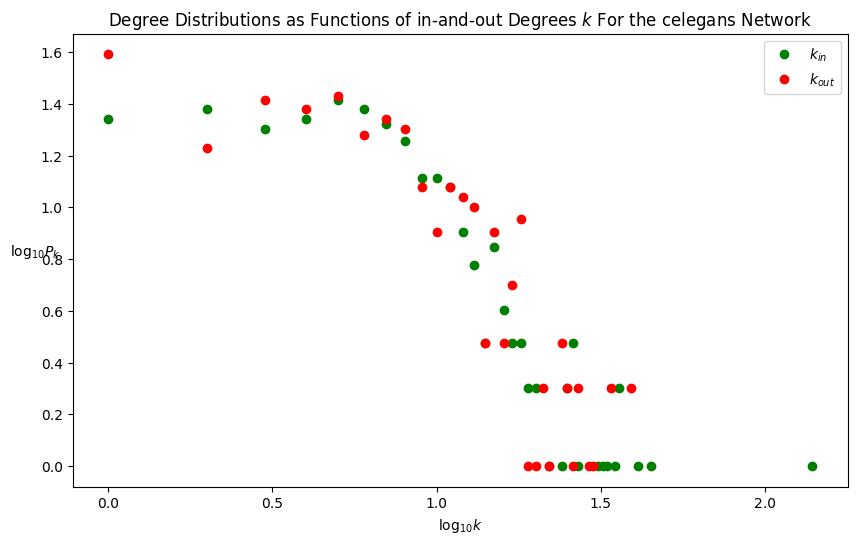 Degree Distributions as Functions of in-and-out Degrees k For the celegans Network
k_in
k_out
1.6
1.4
1.2
1.0
0.8
0.6
0.4
0.2
0.0
log₁₀Pₖ
0.0 0.5 1.0 1.5 2.0
log₁₀k